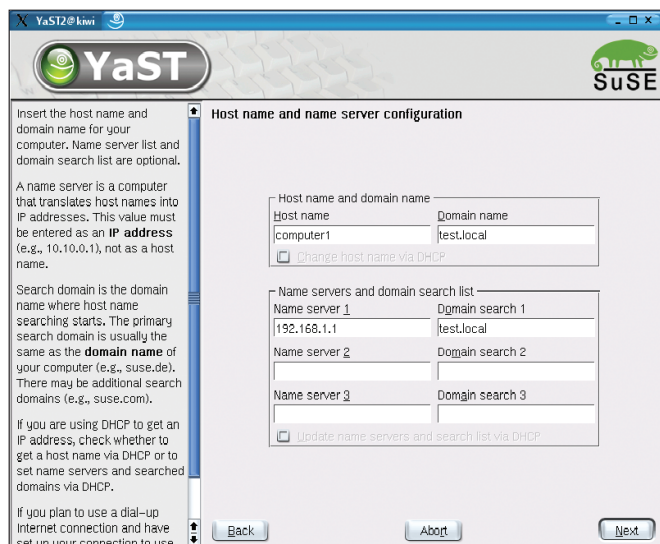 YaST2@kiwi
YaST
SuSE
Insert the host name and
domain name for your
computer. Name server list and
domain search list are optional.
A name server is a computer
that translates host names into
IP addresses. This value must
be entered as an IP address
(e.g., 10.10.0.1), not as a host
name.
Search domain is the domain
name where host name
searching starts. The primary
search domain is usually the
same as the domain name of
your computer (e.g., suse.de).
There may be additional search
domains (e.g., suse.com).
If you are using DHCP to get an
IP address, check whether to
get a host name via DHCP or to
set name servers and searched
domains via DHCP.
If you plan to use a dial-up
Internet connection and have
set up your connection to use
Host name and name server configuration
Host name and domain name
Host name Domain name
computer1 test.local
Change host name via DHCP
Name servers and domain search list
Name server 1 Domain search 1
192.168.1.1 test.local
Name server 2 Domain search 2
Name server 3 Domain search 3
Update name servers and search list via DHCP
Back Abort Next